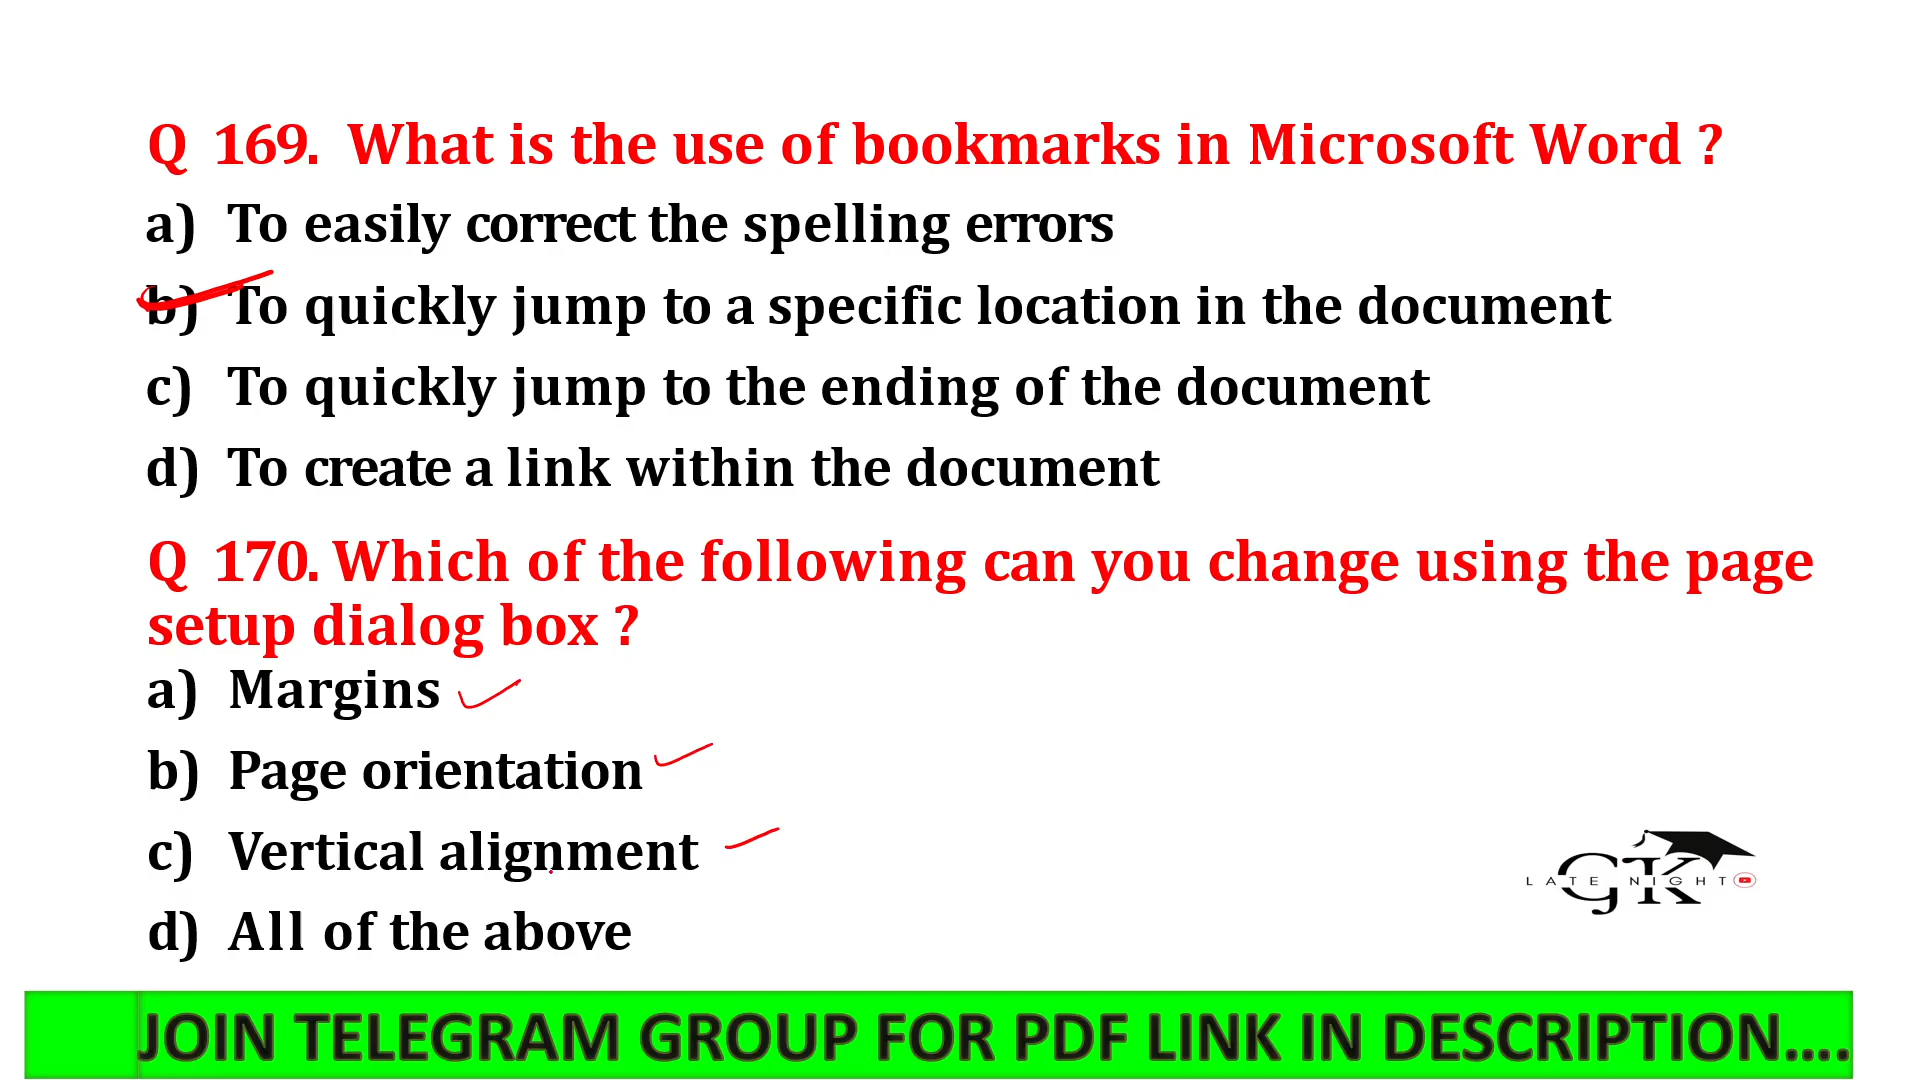 Q 169. What is the use of bookmarks in Microsoft Word ?
a) To easily correct the spelling errors
b) To quickly jump to a specific location in the document
c) To quickly jump to the ending of the document
d) To create a link within the document
Q 170. Which of the following can you change using the page
setup dialog box ?
a) Margins
b) Page orientation
c) Vertical alignment
d) All of the above
GK
LATE NIGHT
JOIN TELEGRAM GROUP FOR PDF LINK IN DESCRIPTION....